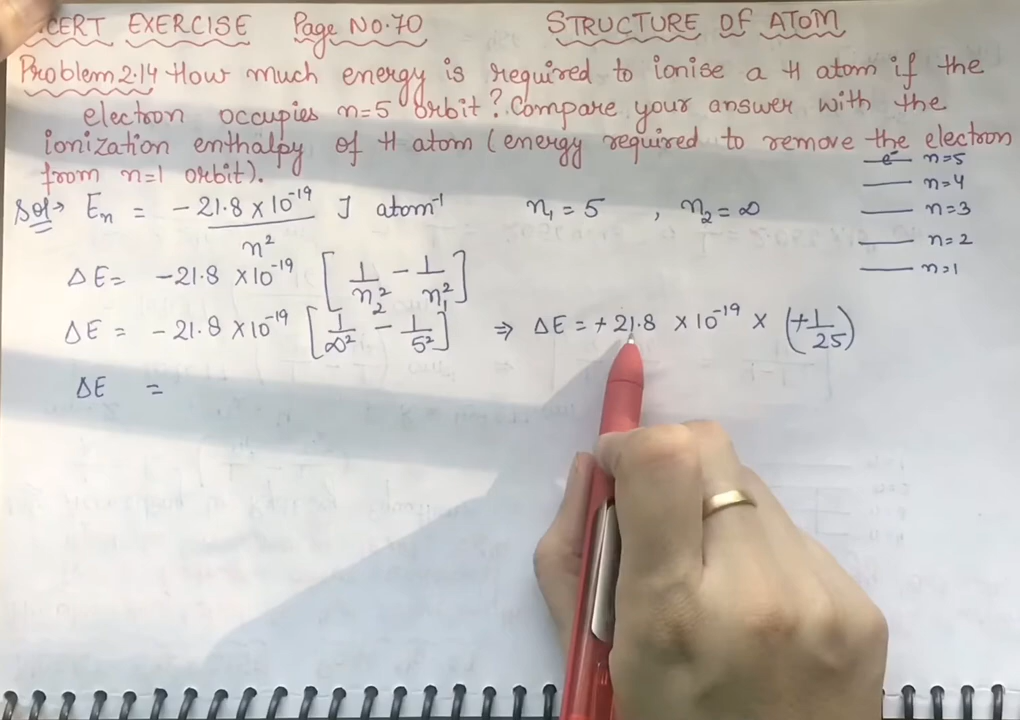 CERT EXERCISE Page No.70 STRUCTURE OF ATOM
Problem 2.14 How much energy is required to ionise a H atom if the
electron occupies n=5 orbit? Compare your answer with the
ionization enthalpy of H atom (energy required to remove the electron
from n=1 orbit).
e⁻ n=5
n=4
n=3
n=2
n=1
Sol→ En = -21.8 × 10⁻¹⁹ / n² J atom⁻¹ n₁ = 5 , n₂ = ∞
ΔE = -21.8 × 10⁻¹⁹ [1/n₂² - 1/n₁²]
ΔE = -21.8 × 10⁻¹⁹ [1/∞² - 1/5²] ⇒ ΔE = +21.8 × 10⁻¹⁹ × (+1/25)
ΔE =